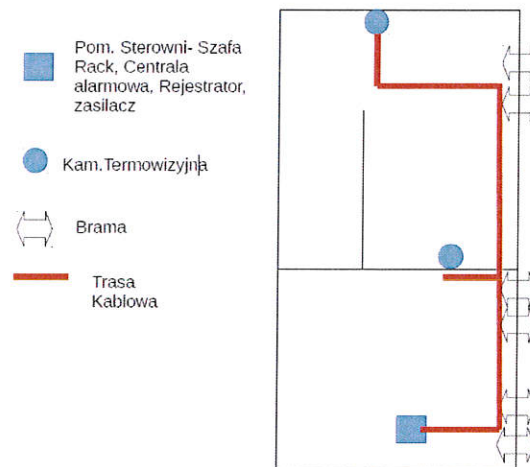 Pom. Sterowni- Szafa
Rack, Centrala
alarmowa, Rejestrator,
zasilacz
Kam.Termowizyjna
Brama
Trasa
Kablowa